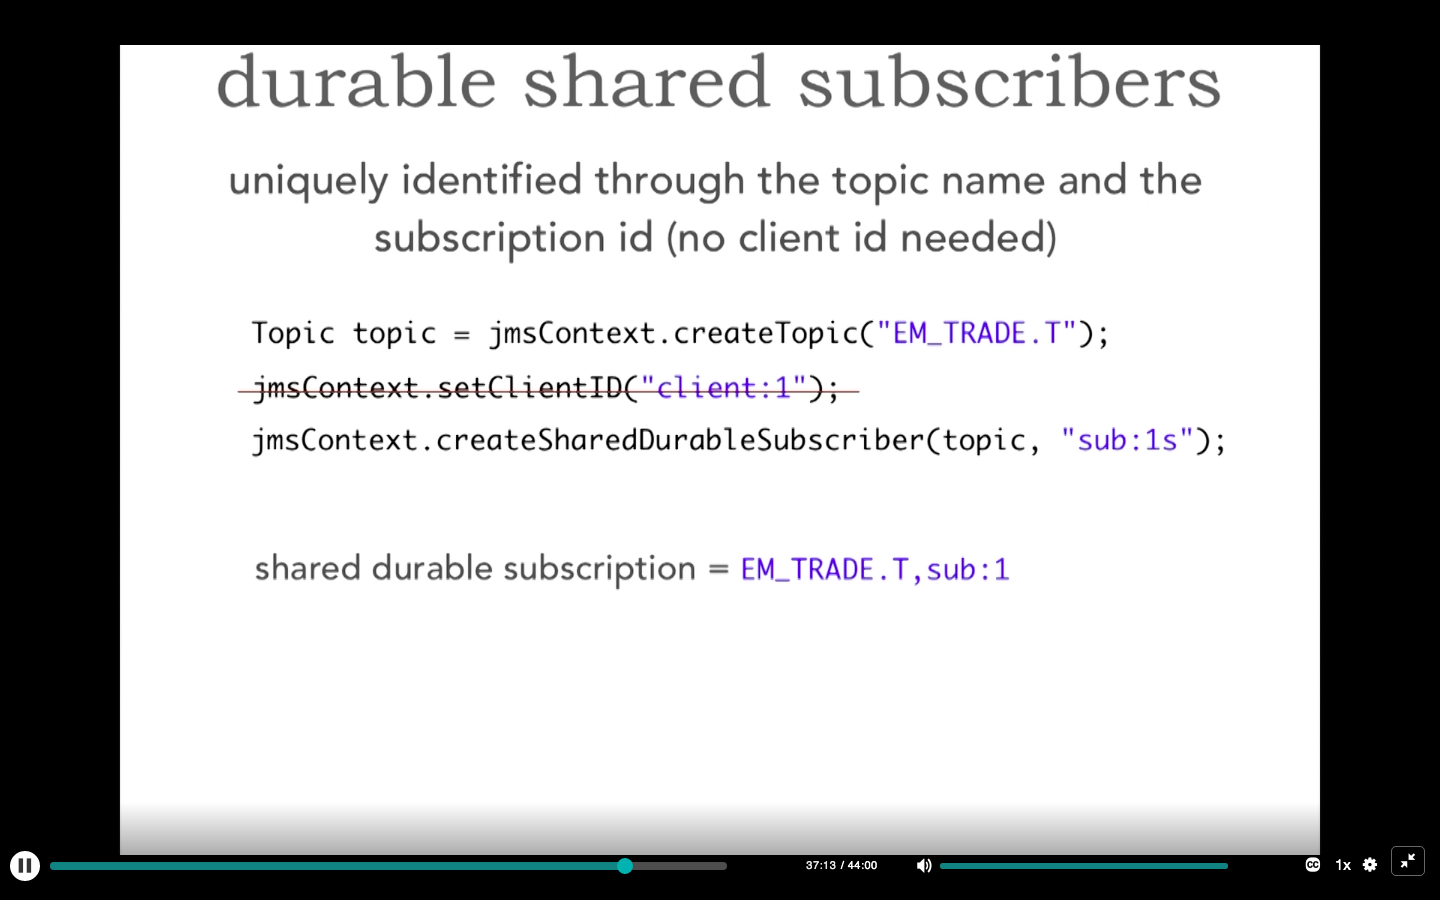 durable shared subscribers
uniquely identified through the topic name and the
subscription id (no client id needed)
Topic topic = jmsContext.createTopic("EM_TRADE.T");
jmsContext.setClientID("client:1");
jmsContext.createSharedDurableSubscriber(topic, "sub:1s");
shared durable subscription = EM_TRADE.T,sub:1
37:13 / 44:00
CC
1x